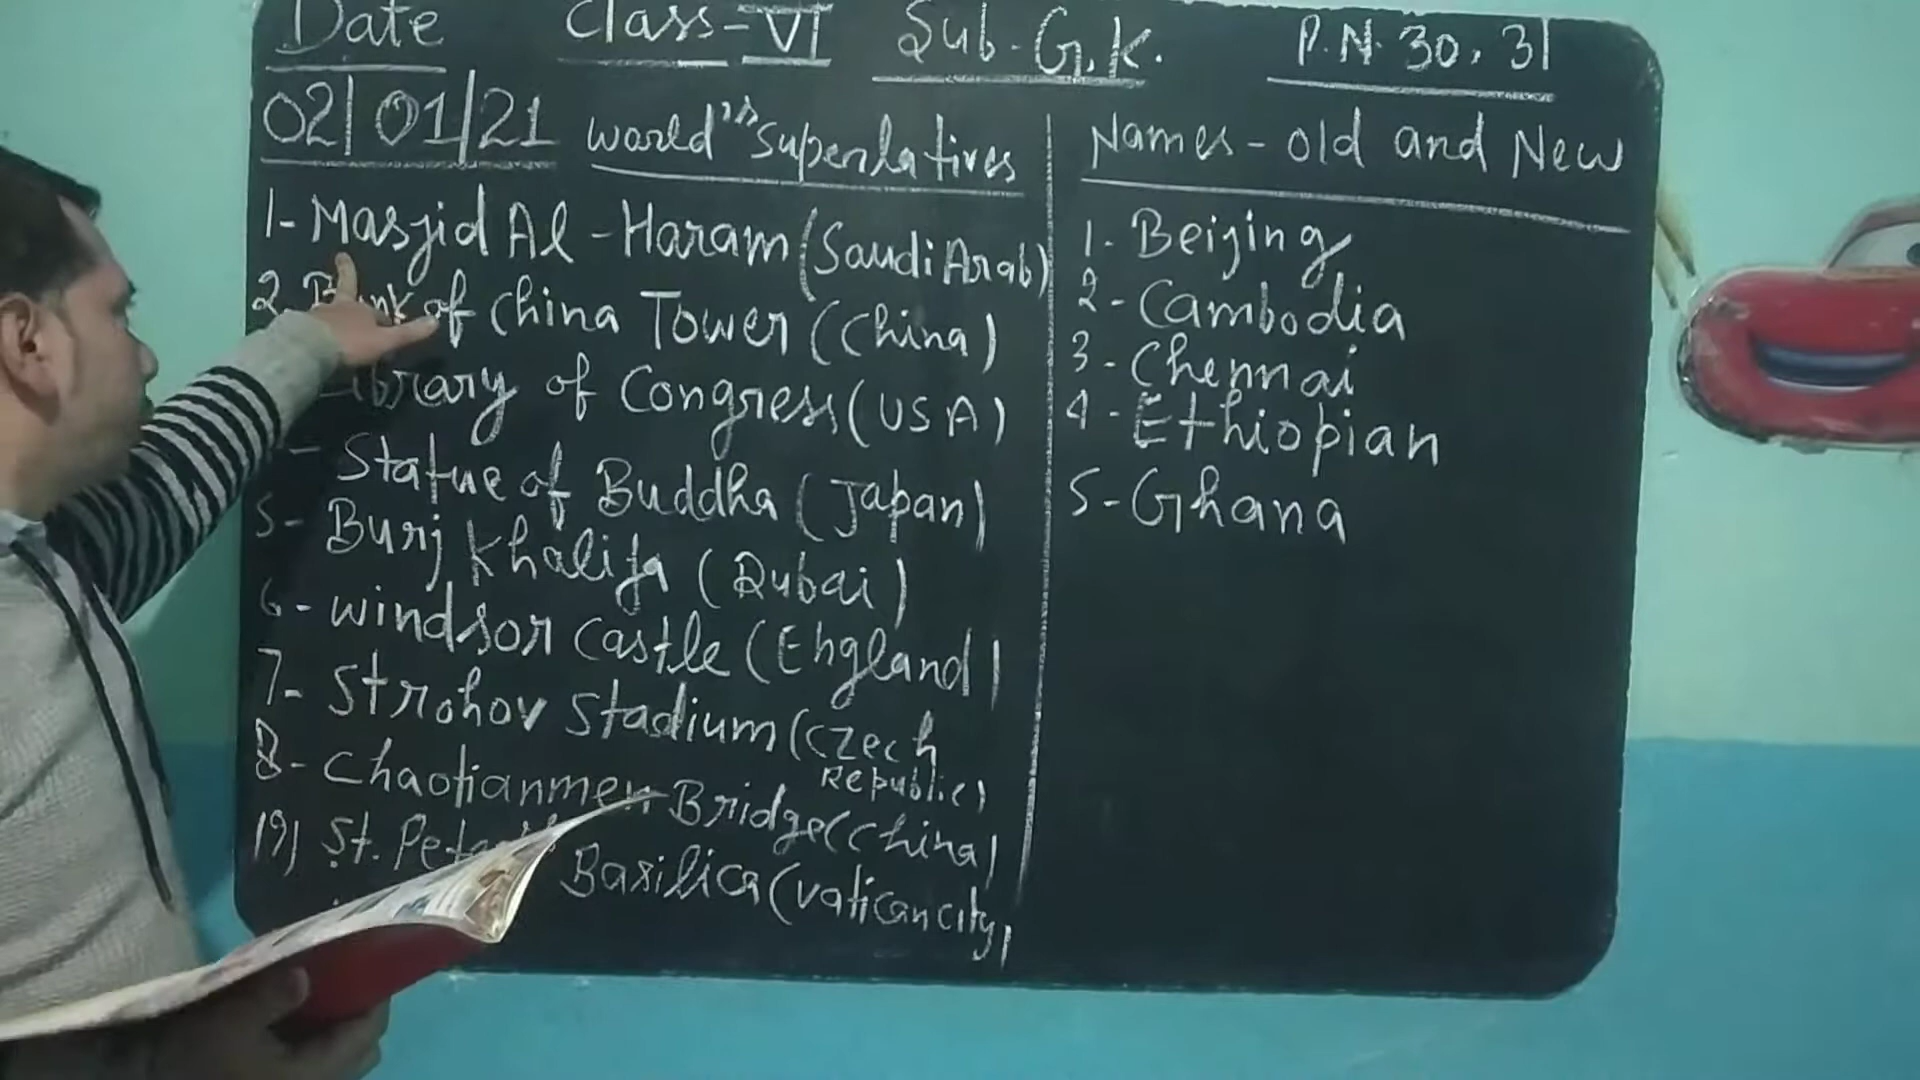 Date Class-VI Sub-G.K. P.N. 30, 31
02/01/21 World's Superlatives
1- Masjid Al-Haram (Saudi Arab)
2- Bank of China Tower (China)
Library of Congress (USA)
- Statue of Buddha (Japan)
5- Burj Khalifa (Dubai)
6- windsor castle (England)
7- Strohov Stadium (Czech
Republic)
8- Chaotianmen Bridge (China)
9) St. Peter's Basilica (vatican city)
Names - old and New
1- Beijing
2- Cambodia
3- Chennai
4- Ethiopian
5- Ghana